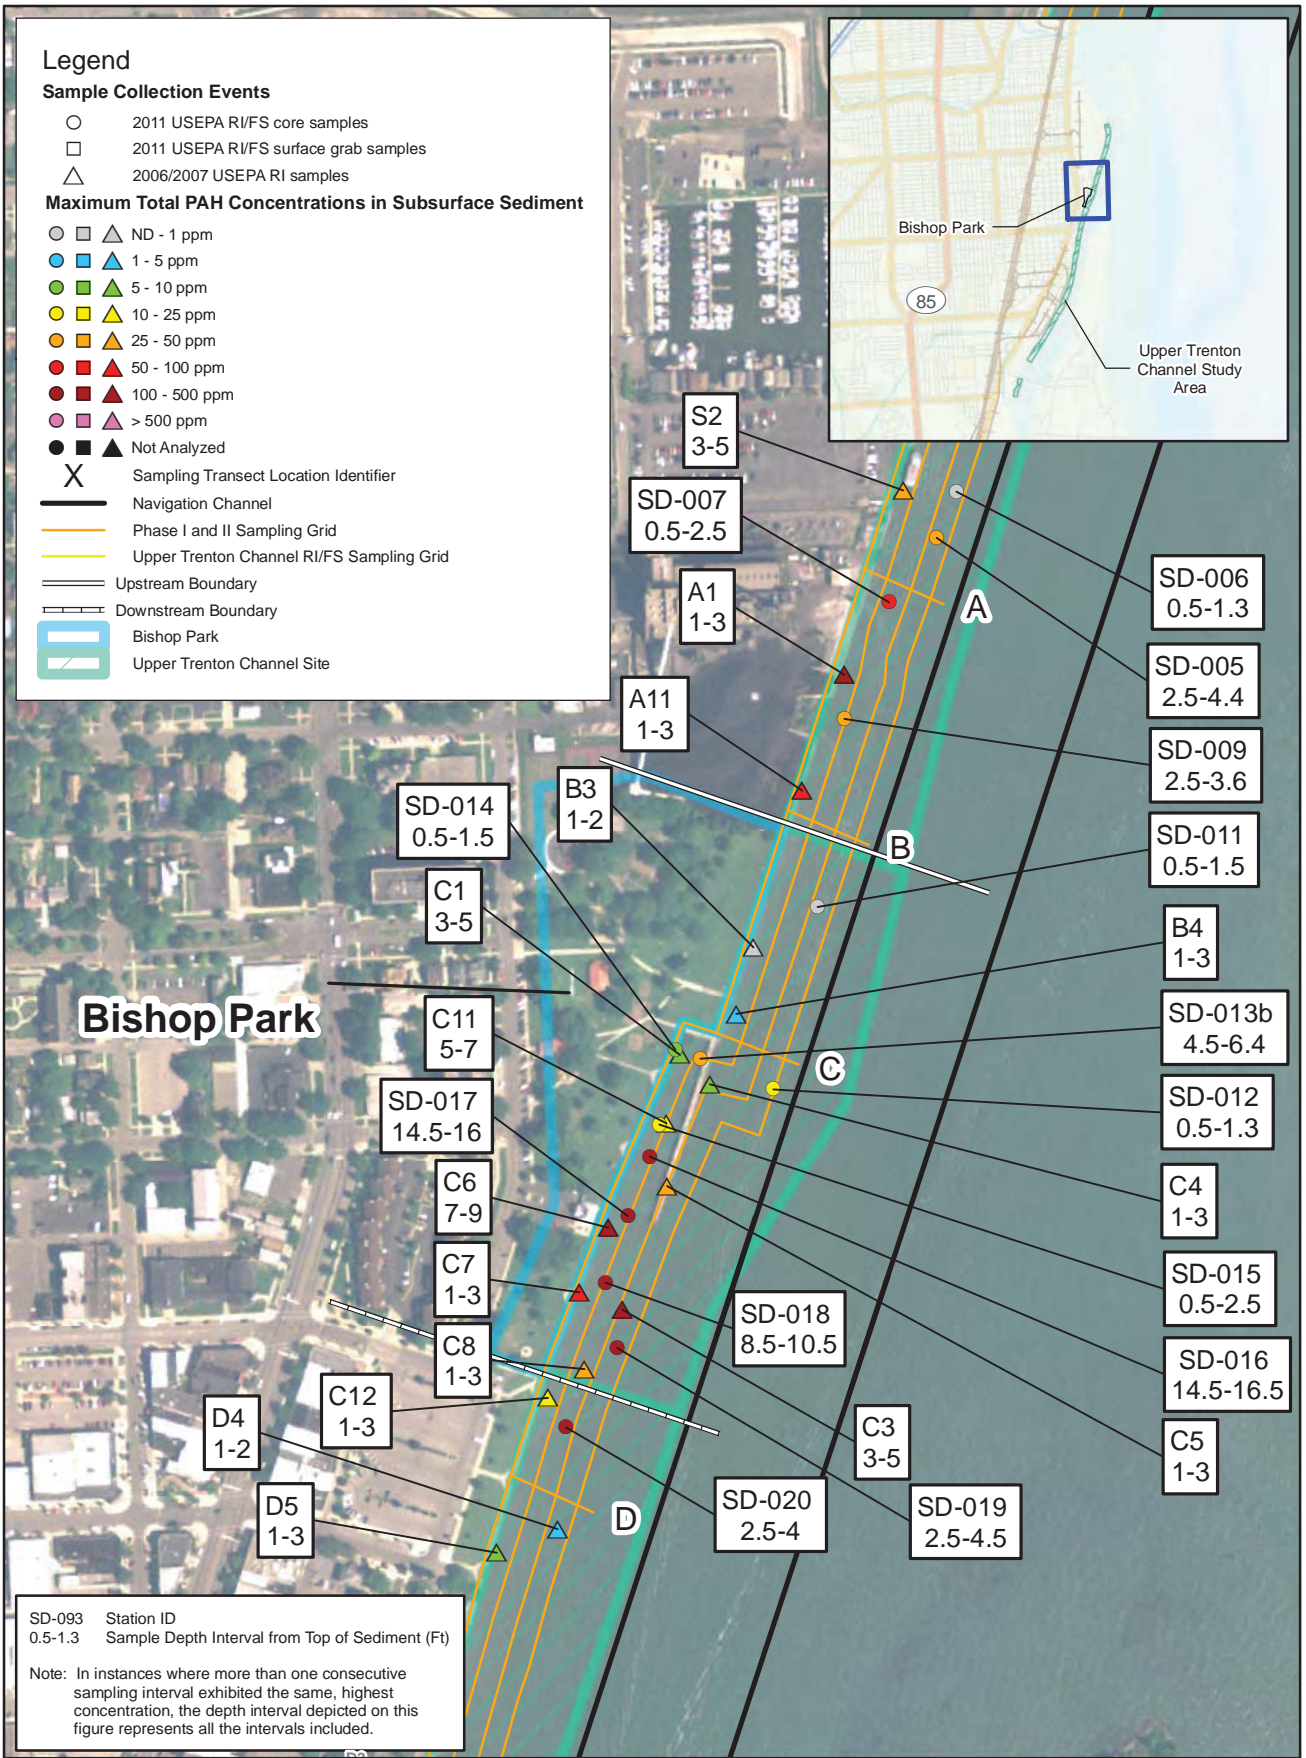 Legend
Sample Collection Events
2011 USEPA RI/FS core samples
2011 USEPA RI/FS surface grab samples
2006/2007 USEPA RI samples
Maximum Total PAH Concentrations in Subsurface Sediment
ND - 1 ppm
1 - 5 ppm
5 - 10 ppm
10 - 25 ppm
25 - 50 ppm
50 - 100 ppm
100 - 500 ppm
> 500 ppm
Not Analyzed
X Sampling Transect Location Identifier
Navigation Channel
Phase I and II Sampling Grid
Upper Trenton Channel RI/FS Sampling Grid
Upstream Boundary
Downstream Boundary
Bishop Park
Upper Trenton Channel Site
Bishop Park
85
Upper Trenton
Channel Study
Area
S2
3-5
SD-007
0.5-2.5
A1
1-3
A11
1-3
B3
1-2
SD-014
0.5-1.5
C1
3-5
C11
5-7
SD-017
14.5-16
C6
7-9
C7
1-3
C8
1-3
C12
1-3
D4
1-2
D5
1-3
Bishop Park
A
B
C
D
SD-006
0.5-1.3
SD-005
2.5-4.4
SD-009
2.5-3.6
SD-011
0.5-1.5
B4
1-3
SD-013b
4.5-6.4
SD-012
0.5-1.3
C4
1-3
SD-015
0.5-2.5
SD-016
14.5-16.5
C5
1-3
SD-018
8.5-10.5
C3
3-5
SD-019
2.5-4.5
SD-020
2.5-4
SD-093 Station ID
0.5-1.3 Sample Depth Interval from Top of Sediment (Ft)
Note: In instances where more than one consecutive
sampling interval exhibited the same, highest
concentration, the depth interval depicted on this
figure represents all the intervals included.